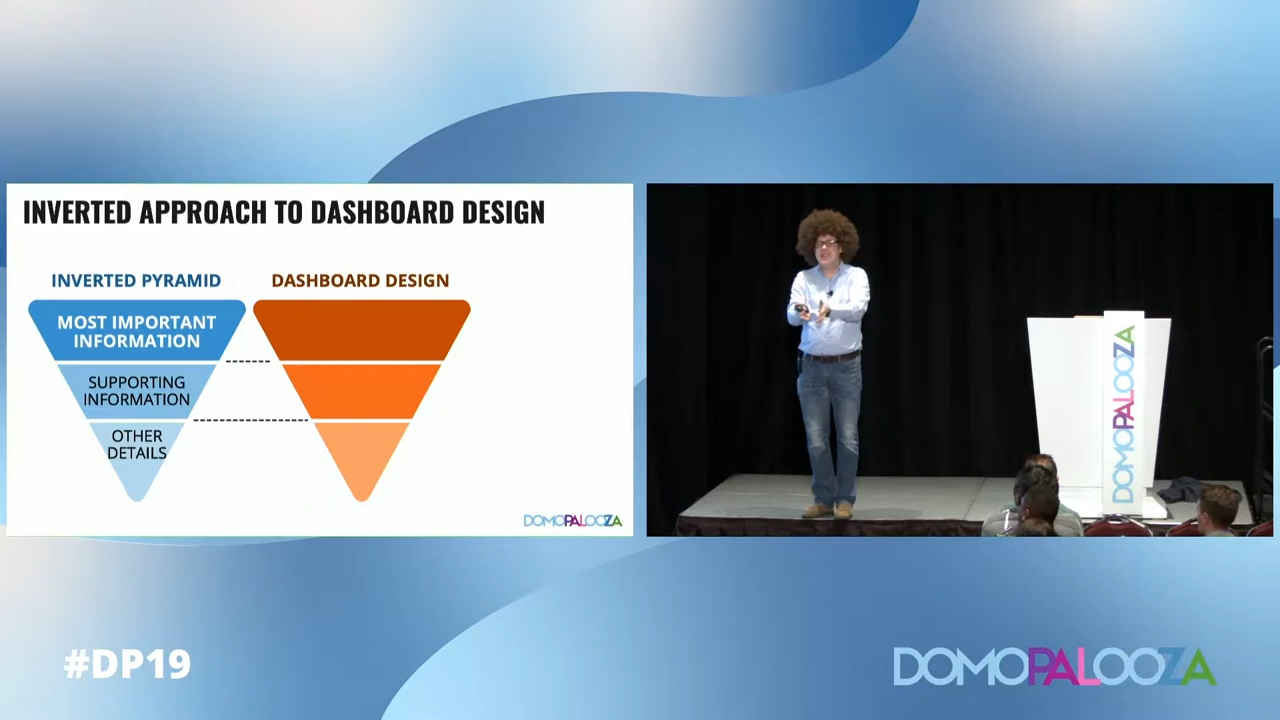 INVERTED APPROACH TO DASHBOARD DESIGN
INVERTED PYRAMID
DASHBOARD DESIGN
MOST IMPORTANT
INFORMATION
SUPPORTING
INFORMATION
OTHER
DETAILS
DOMOPALOOZA
DOMOPALOOZA
#DP19
DOMOPALOOZA